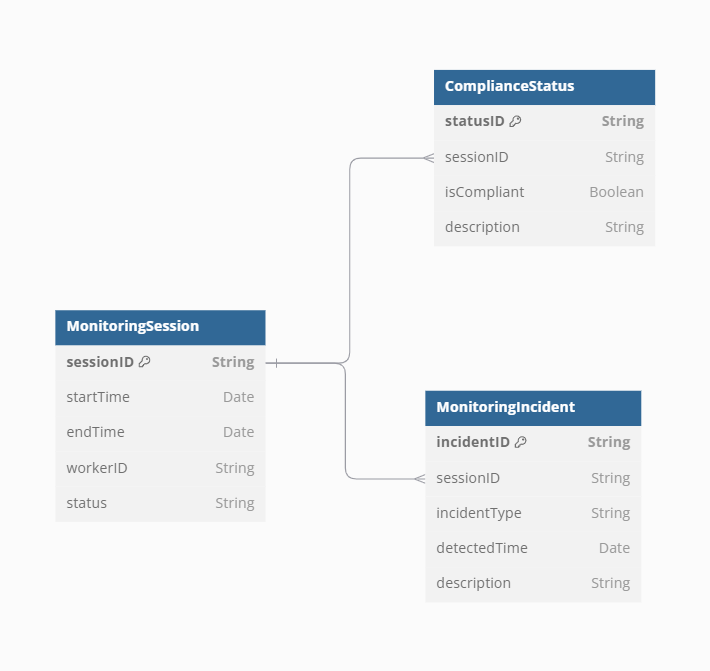 ComplianceStatus
statusID String
sessionID String
isCompliant Boolean
description String
MonitoringSession
sessionID String
startTime Date
endTime Date
workerID String
status String
MonitoringIncident
incidentID String
sessionID String
incidentType String
detectedTime Date
description String